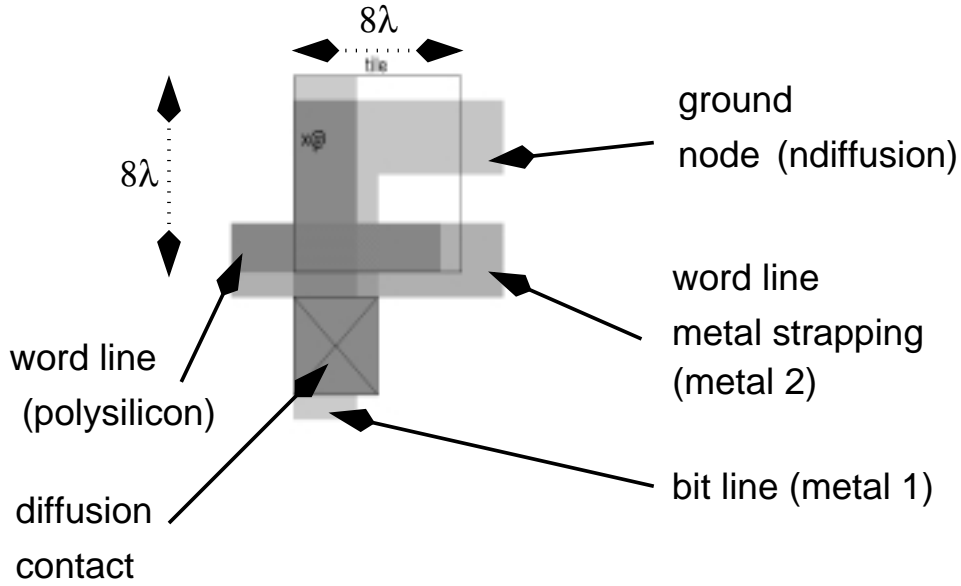 8λ
tile
ground
node (ndiffusion)
x@
8λ
word line
metal strapping
(metal 2)
word line
(polysilicon)
bit line (metal 1)
diffusion
contact